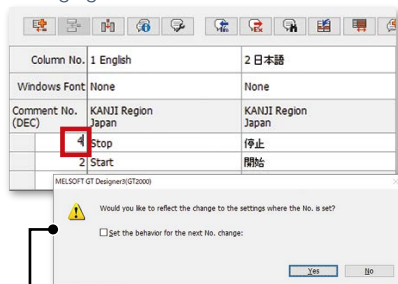 Column No. 1 English 2 日本語
Windows Font None None
Comment No. (DEC) KANJI Region Japan KANJI Region Japan
4 Stop 停止
2 Start 開始
MELSOFT GT Designer3(GT2000)
Would you like to reflect the change to the settings where the No. is set?
Set the behavior for the next No. change:
Yes No